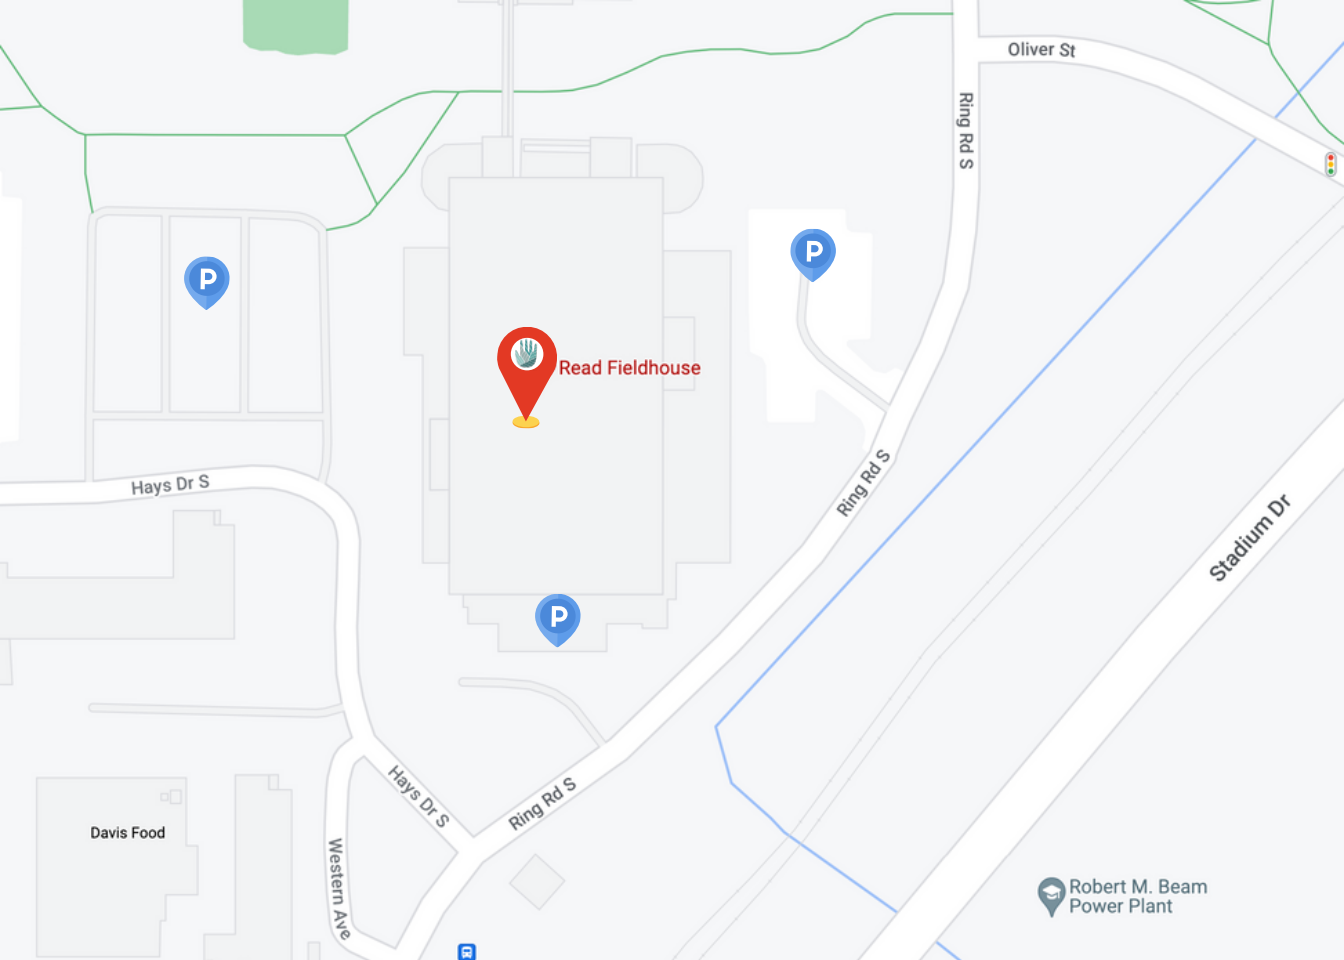 Oliver St
Ring Rd S
P
P
Read Fieldhouse
Ring Rd S
Hays Dr S
Stadium Dr
P
Hays Dr S
Ring Rd S
Davis Food
Western Ave
Robert M. Beam
Power Plant